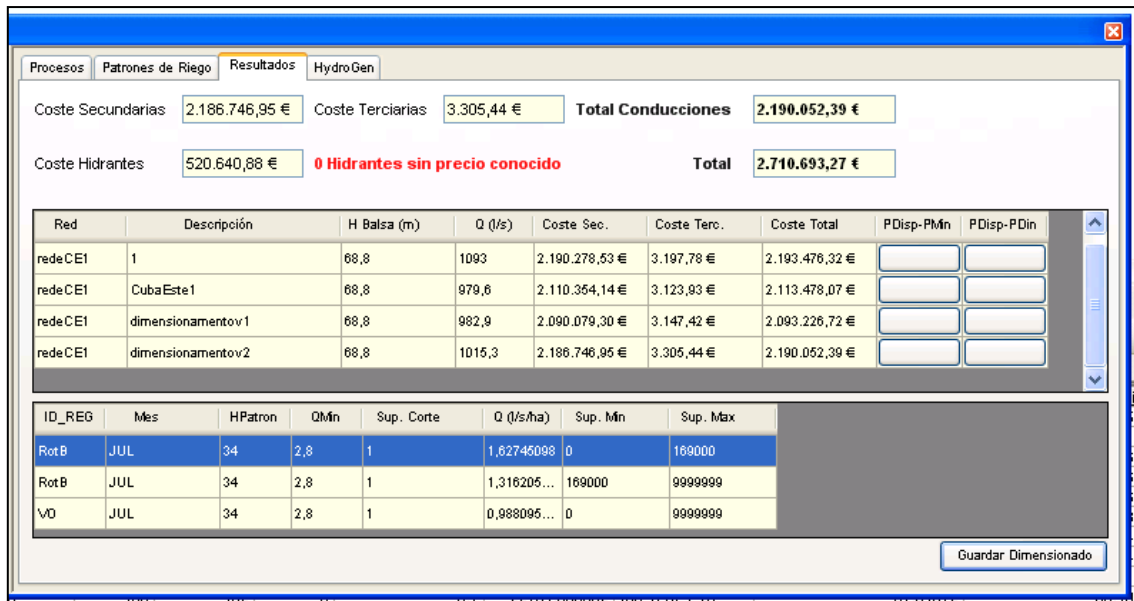 Procesos Patrones de Riego Resultados HydroGen
Coste Secundarias 2.186.746,95 € Coste Terciarias 3.305,44 € Total Conducciones 2.190.052,39 €
Coste Hidrantes 520.640,88 € 0 Hidrantes sin precio conocido Total 2.710.693,27 €
Red Descripción H Balsa (m) Q (l/s) Coste Sec. Coste Terc. Coste Total PDisp-PMin PDisp-PDin
redeCE1 1 68,8 1093 2.190.278,53 € 3.197,78 € 2.193.476,32 €
redeCE1 CubaEste1 68,8 979,6 2.110.354,14 € 3.123,93 € 2.113.478,07 €
redeCE1 dimensionamentov1 68,8 982,9 2.090.079,30 € 3.147,42 € 2.093.226,72 €
redeCE1 dimensionamentov2 68,8 1015,3 2.186.746,95 € 3.305,44 € 2.190.052,39 €
ID_REG Mes HPatron QMin Sup. Corte Q (l/s/ha) Sup. Min Sup. Max
RotB JUL 34 2,8 1 1,62745098 0 169000
RotB JUL 34 2,8 1 1,316205... 169000 9999999
VO JUL 34 2,8 1 0,988095... 0 9999999
Guardar Dimensionado